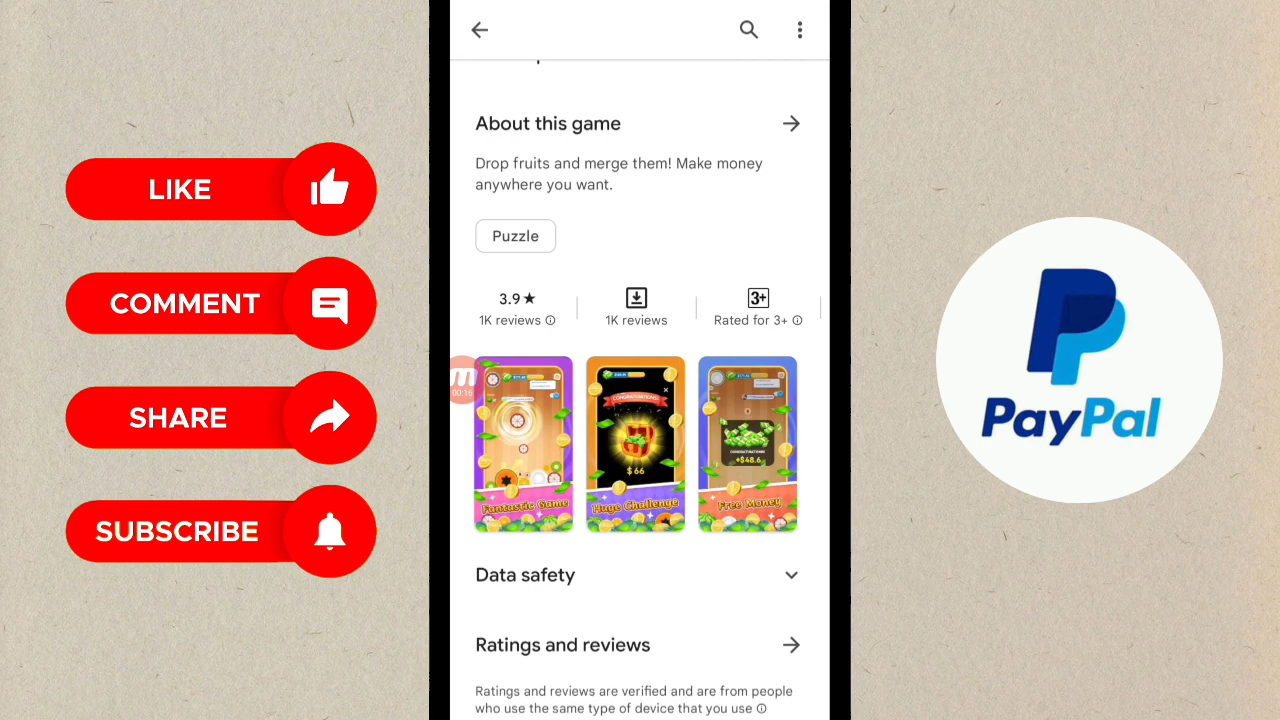 LIKE
COMMENT
SHARE
SUBSCRIBE
About this game
Drop fruits and merge them! Make money
anywhere you want.
Puzzle
3.9★
1K reviews
1K reviews
3+
Rated for 3+
00:16
Fantastic Game
CONGRATULATIONS!
$66
Huge Challenge
CONGRATULATIONS!
+$48.6
Free Money
Data safety
Ratings and reviews
Ratings and reviews are verified and are from people
who use the same type of device that you use
PayPal